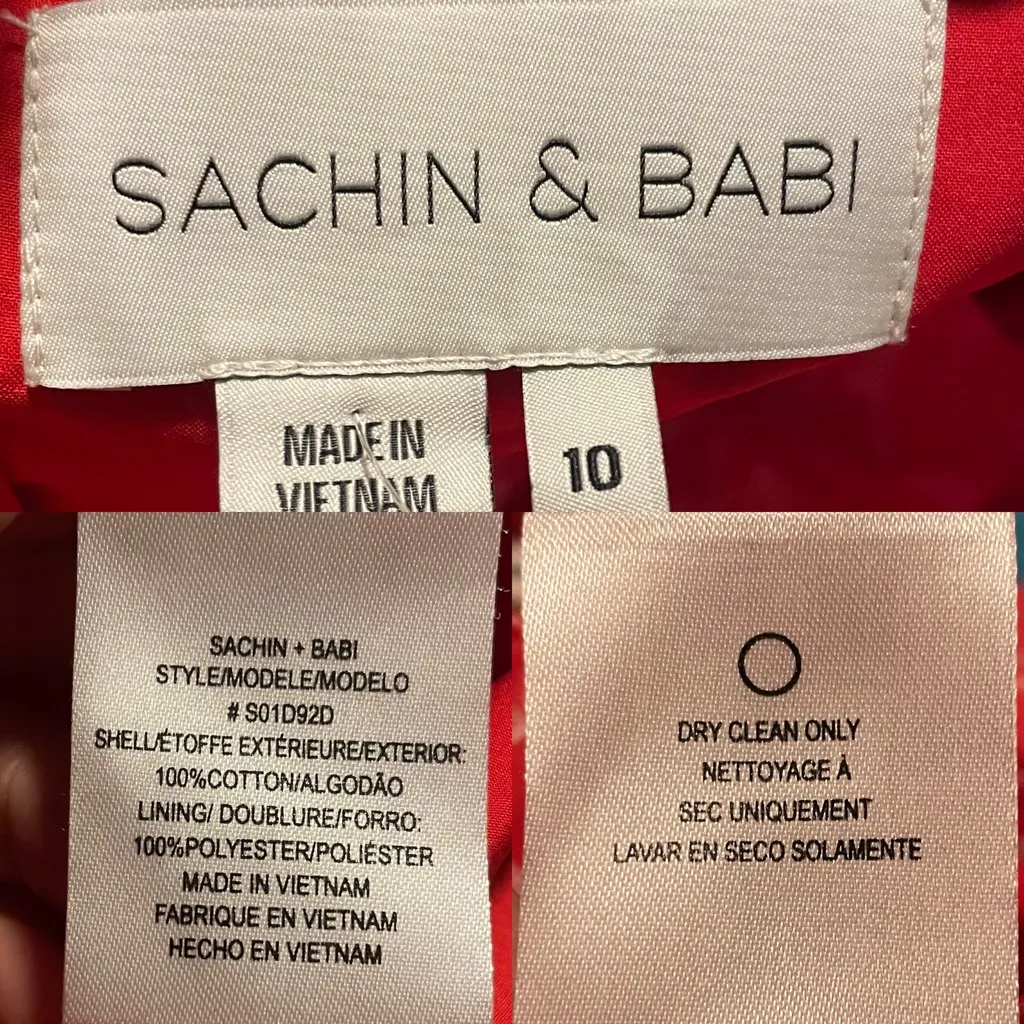 SACHIN & BABI
MADE IN
VIETNAM
10
SACHIN + BABI
STYLE/MODELE/MODELO
# S01D92D
SHELL/ÉTOFFE EXTÉRIEURE/EXTERIOR:
100%COTTON/ALGODÃO
LINING/ DOUBLURE/FORRO:
100%POLYESTER/POLIÉSTER
MADE IN VIETNAM
FABRIQUE EN VIETNAM
HECHO EN VIETNAM
DRY CLEAN ONLY
NETTOYAGE À
SEC UNIQUEMENT
LAVAR EN SECO SOLAMENTE